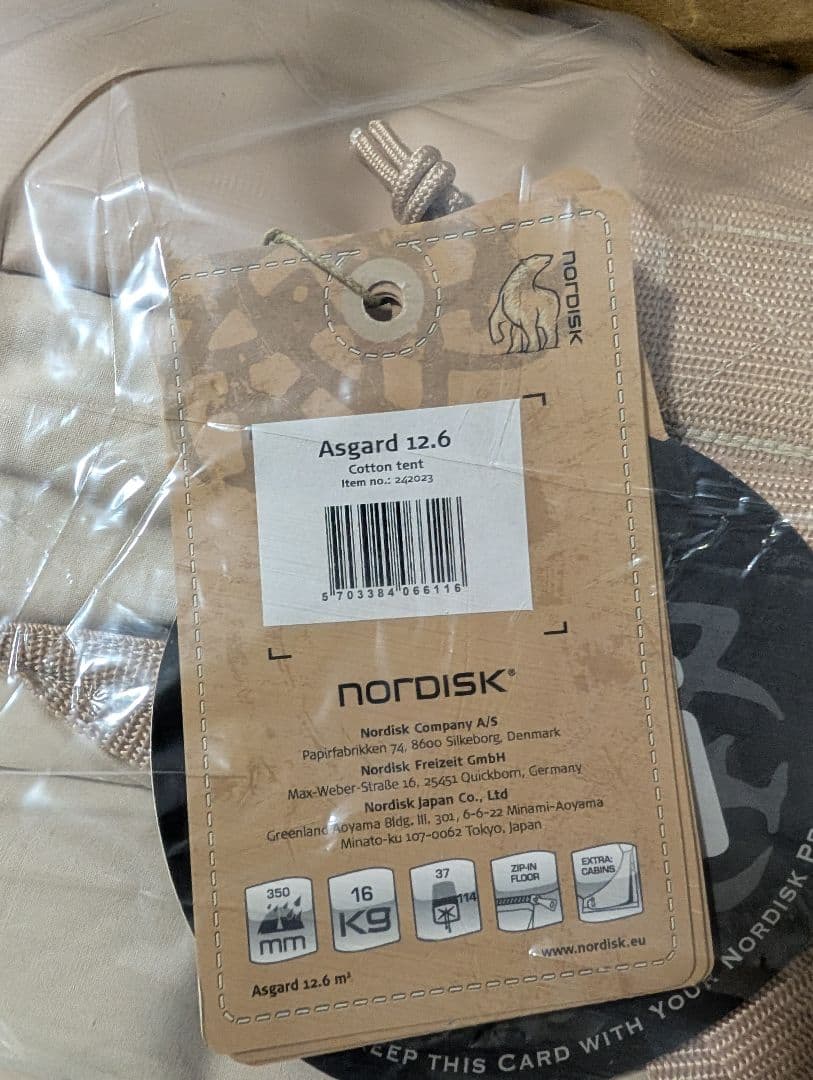 nordisk
Asgard 12.6
Cotton tent
Item no.: 242023
5 703384 066116
nordisk®
Nordisk Company A/S
Papirfabrikken 74, 8600 Silkeborg, Denmark
Nordisk Freizeit GmbH
Max-Weber-Straße 16, 25451 Quickborn, Germany
Nordisk Japan Co., Ltd
Greenland Aoyama Bldg. III, 301, 6-6-22 Minami-Aoyama
Minato-ku 107-0062 Tokyo, Japan
350
mm
16
KG
37
114
ZIP-IN
FLOOR
EXTRA:
CABINS
www.nordisk.eu
Asgard 12.6 m²
THIS CARD WITH YOUR NORDISK